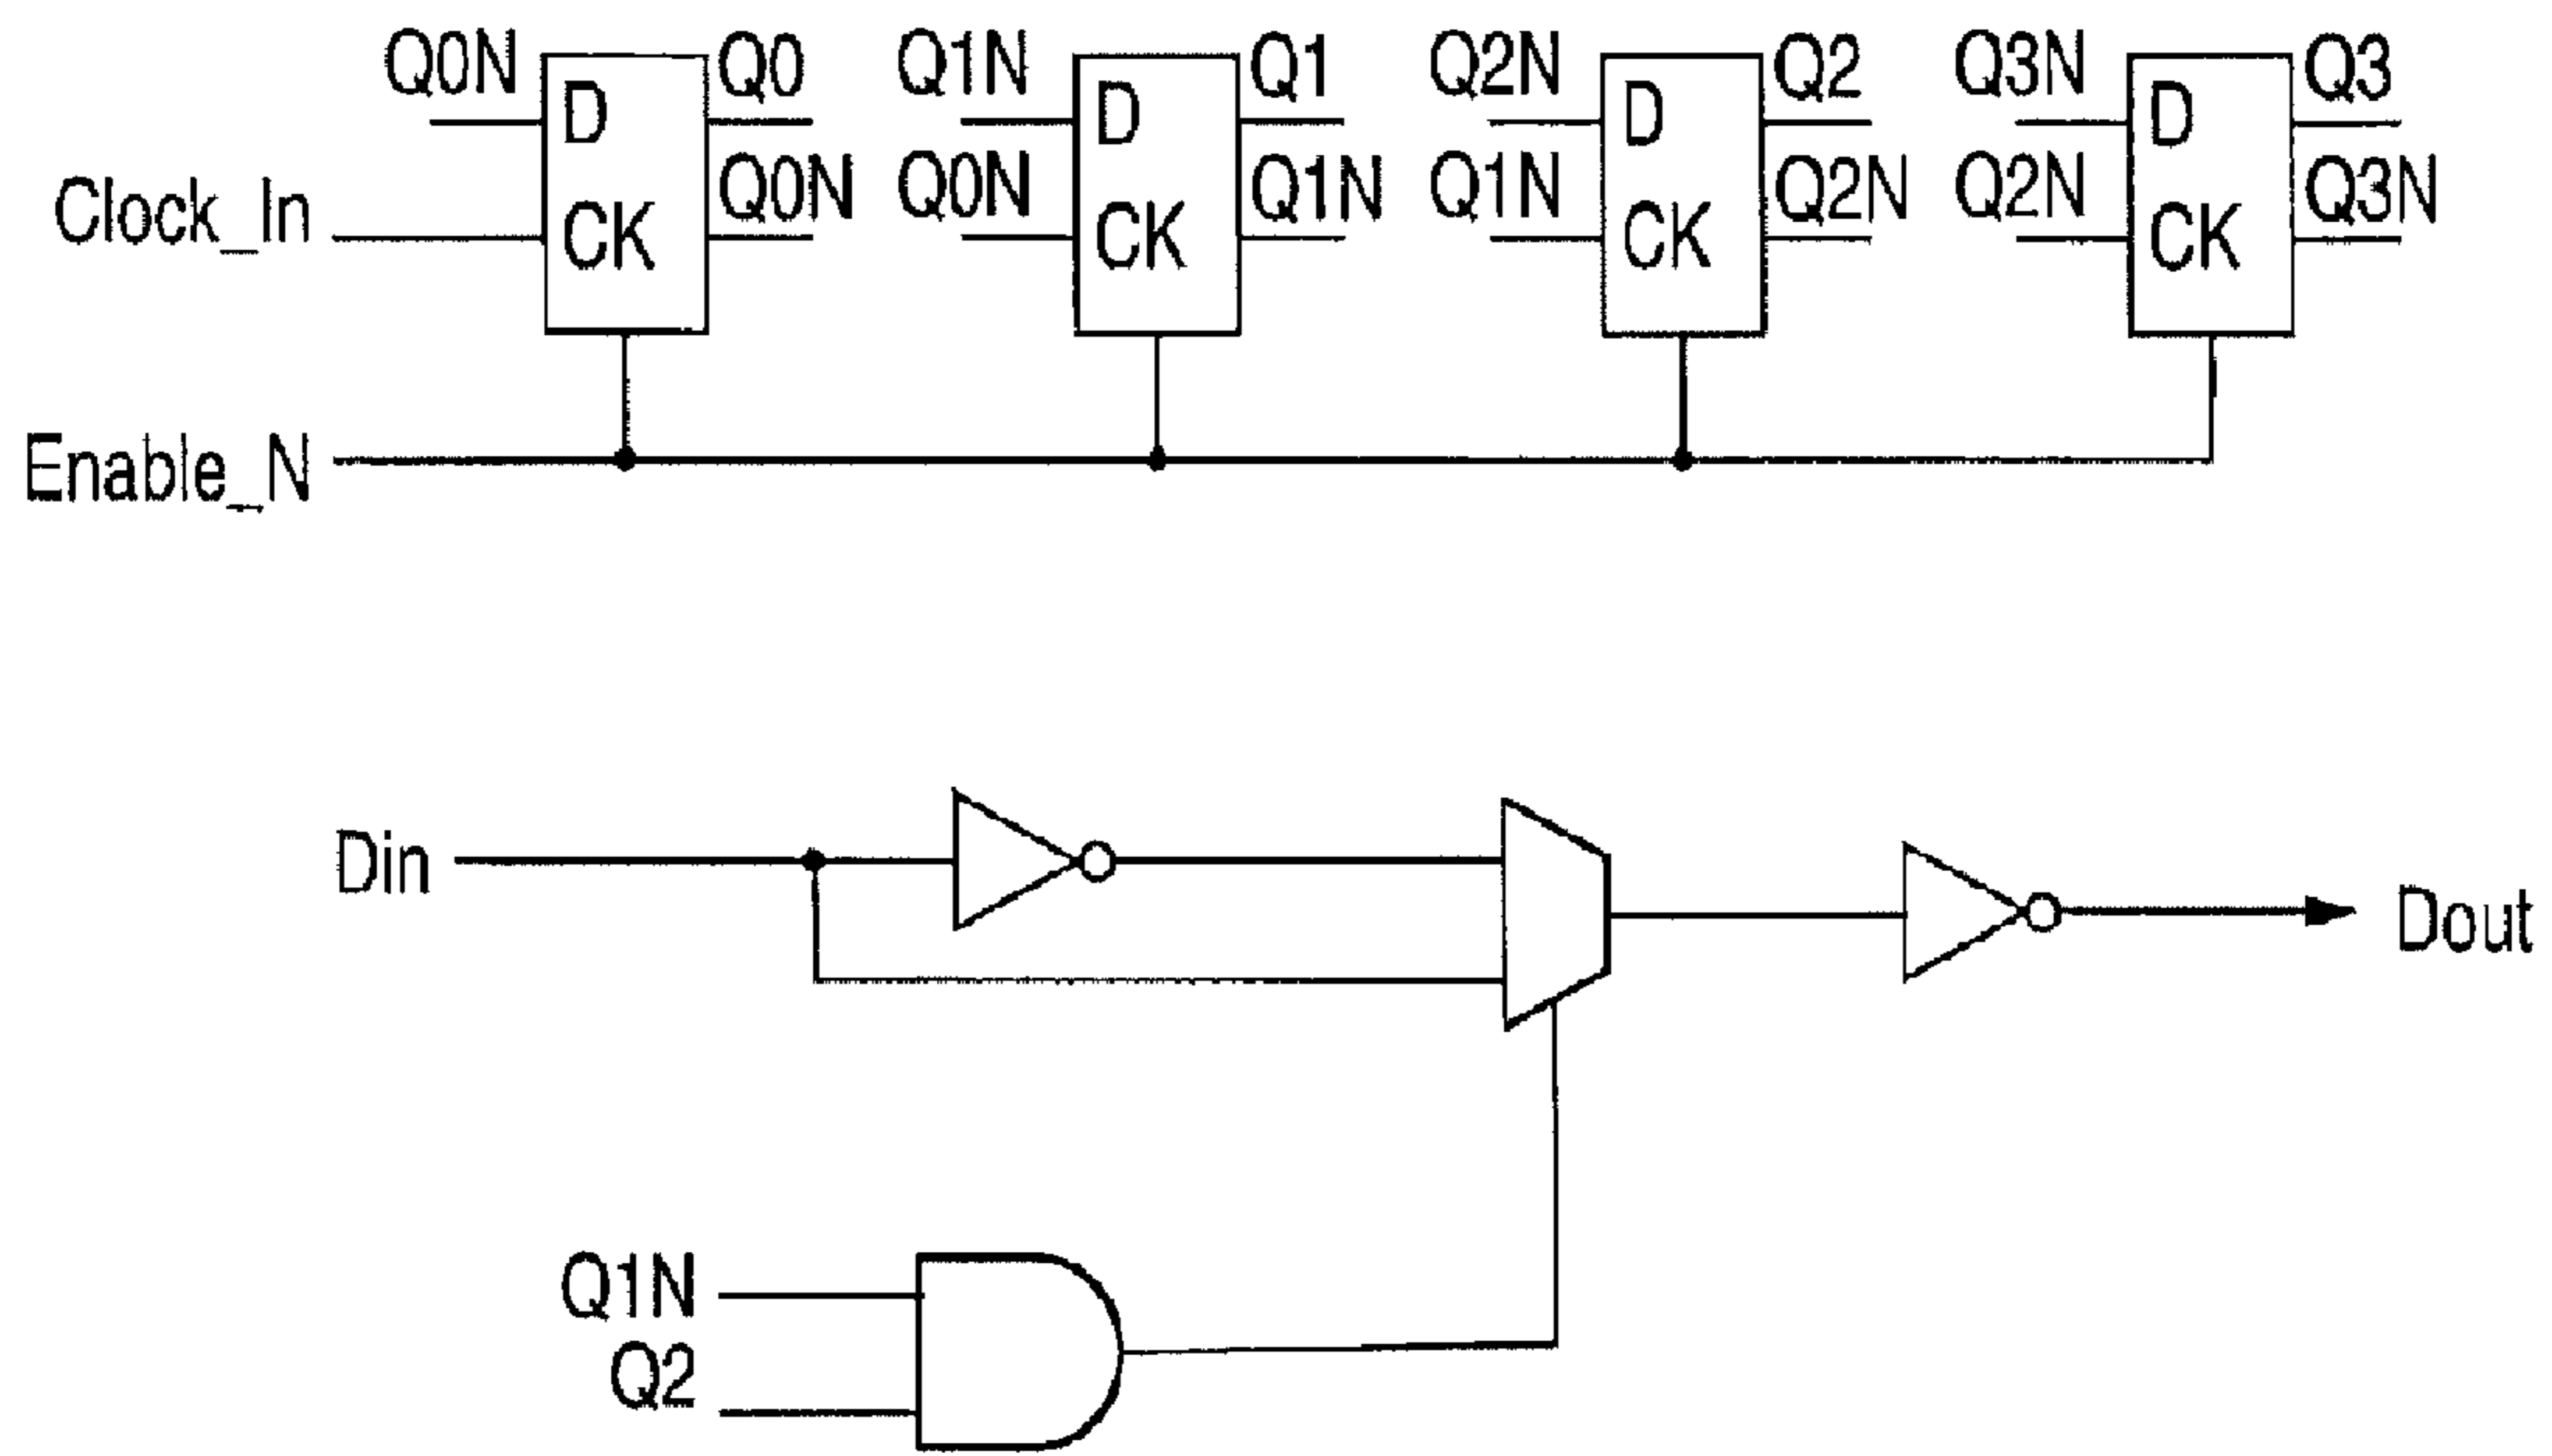 Q0N Q0 Q1N Q1 Q2N Q2 Q3N Q3
D D D D
Clock_In Q0N Q0N Q1N Q1N Q2N Q2N Q3N
CK CK CK CK
Enable_N
Din
Dout
Q1N
Q2